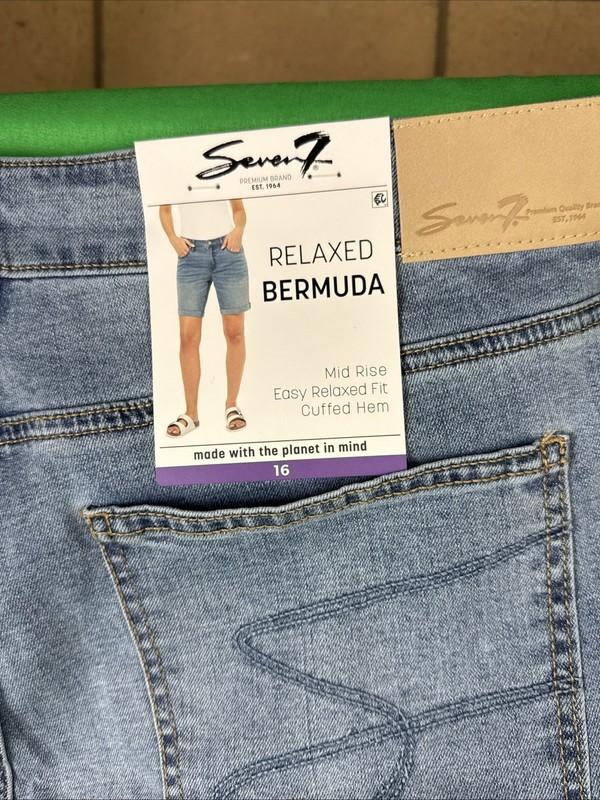 Seven7®
PREMIUM BRAND
EST. 1964
RELAXED
BERMUDA
Mid Rise
Easy Relaxed Fit
Cuffed Hem
made with the planet in mind
16
Seven7® Premium Quality Bran
EST. 1964